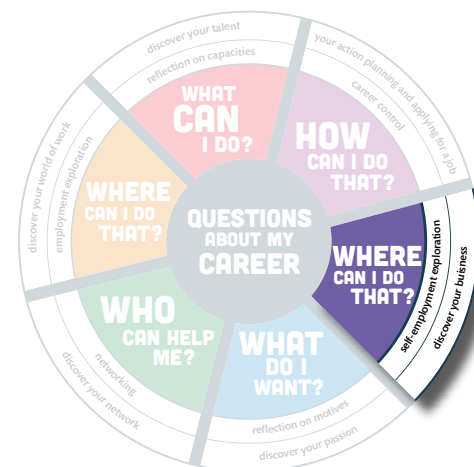 discover your talent
reflection on capacities
WHAT
CAN
I DO?
your action planning and applying for a job
career control
HOW
CAN I DO
THAT?
WHERE
CAN I DO
THAT?
self-employment exploration
discover your buisness
WHAT
DO I
WANT?
reflection on motives
discover your passion
WHO
CAN HELP
ME?
networking
discover your network
WHERE
CAN I DO
THAT?
employment exploration
discover your world of work
QUESTIONS
ABOUT MY
CAREER